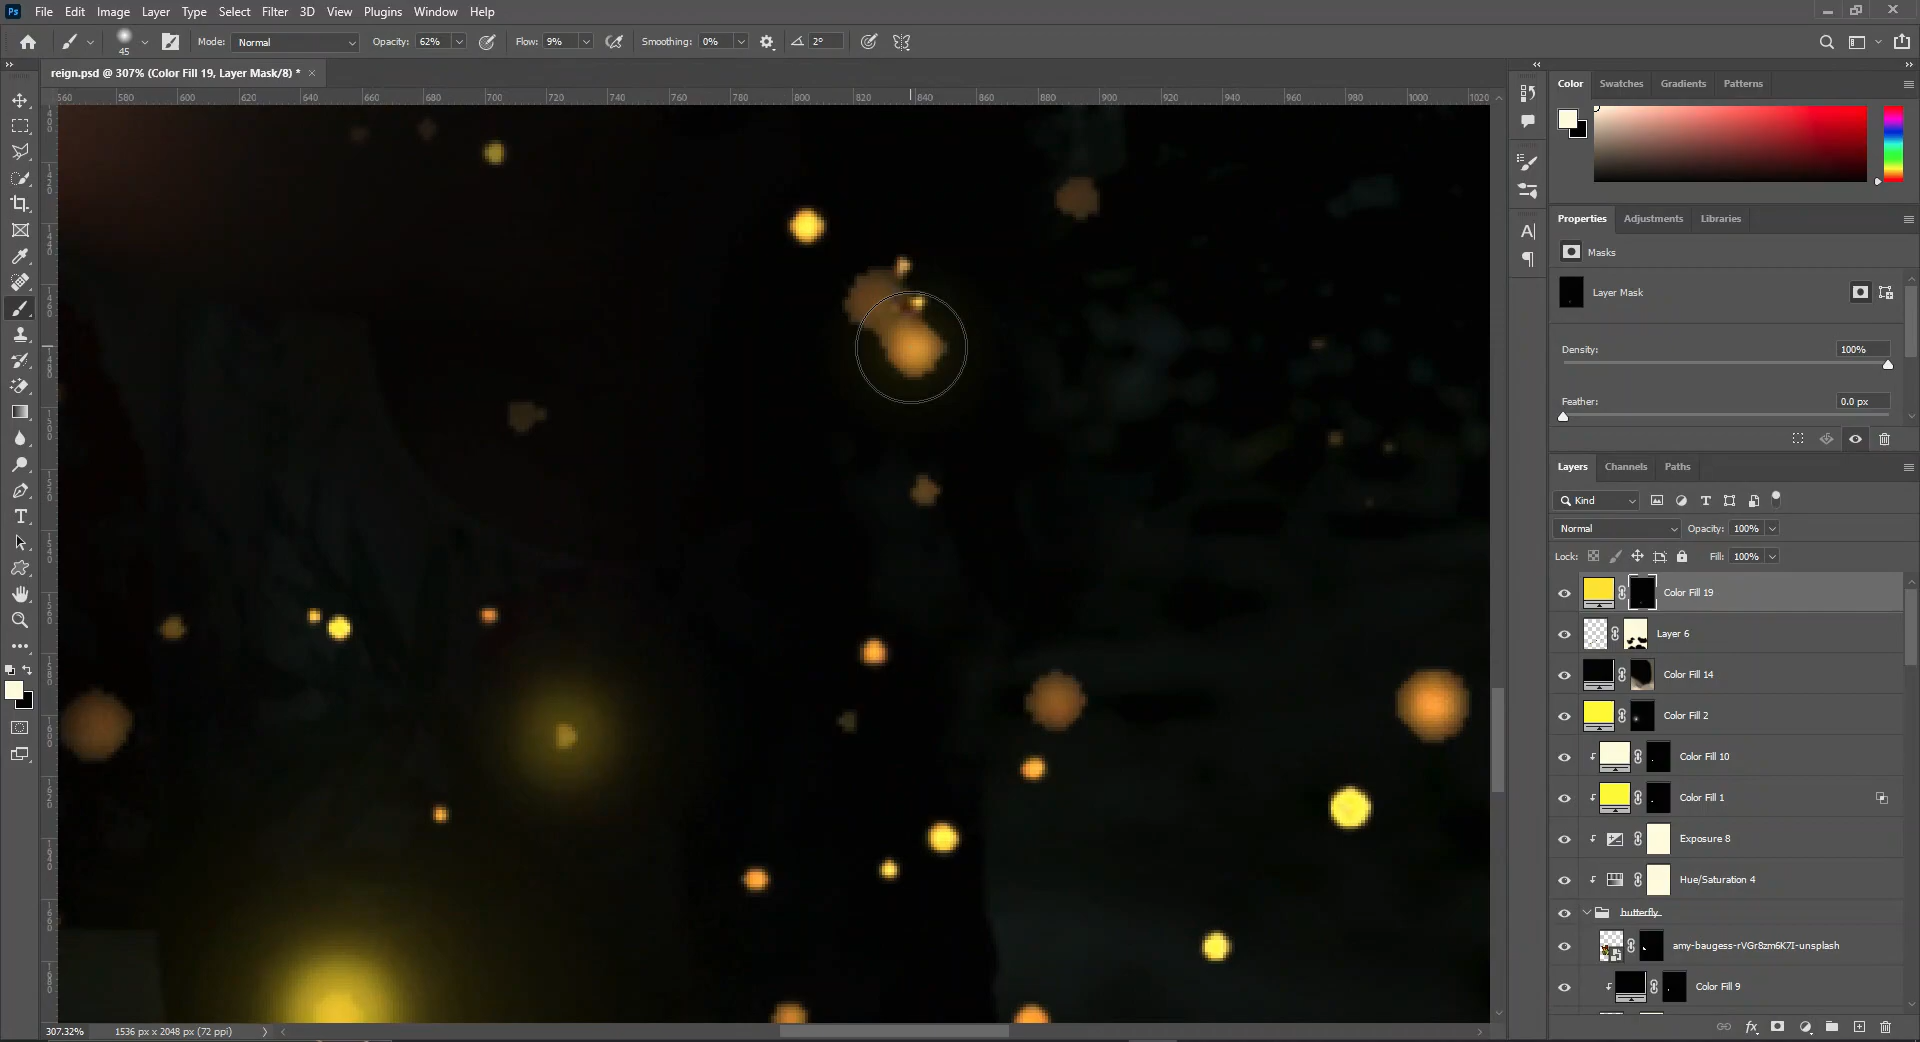 Ps File Edit Image Layer Type Select Filter 3D View Plugins Window Help
45 Mode: Normal Opacity: 62% Flow: 9% Smoothing: 0% 2°
reign.psd @ 307% (Color Fill 19, Layer Mask/8) * ×
560 580 600 620 640 660 680 700 720 740 760 780 800 820 840 860 880 900 920 940 960 980 1000 1020
Color Swatches Gradients Patterns
Properties Adjustments Libraries
Masks
Layer Mask
Density: 100%
Feather: 0.0 px
Layers Channels Paths
Kind
Normal Opacity: 100%
Lock: Fill: 100%
Color Fill 19
Layer 6
Color Fill 14
Color Fill 2
Color Fill 10
Color Fill 1
Exposure 8
Hue/Saturation 4
butterfly
amy-baugess-rVGr8zm6K7I-unsplash
Color Fill 9
fx
307.32% 1536 px x 2048 px (72 ppi)